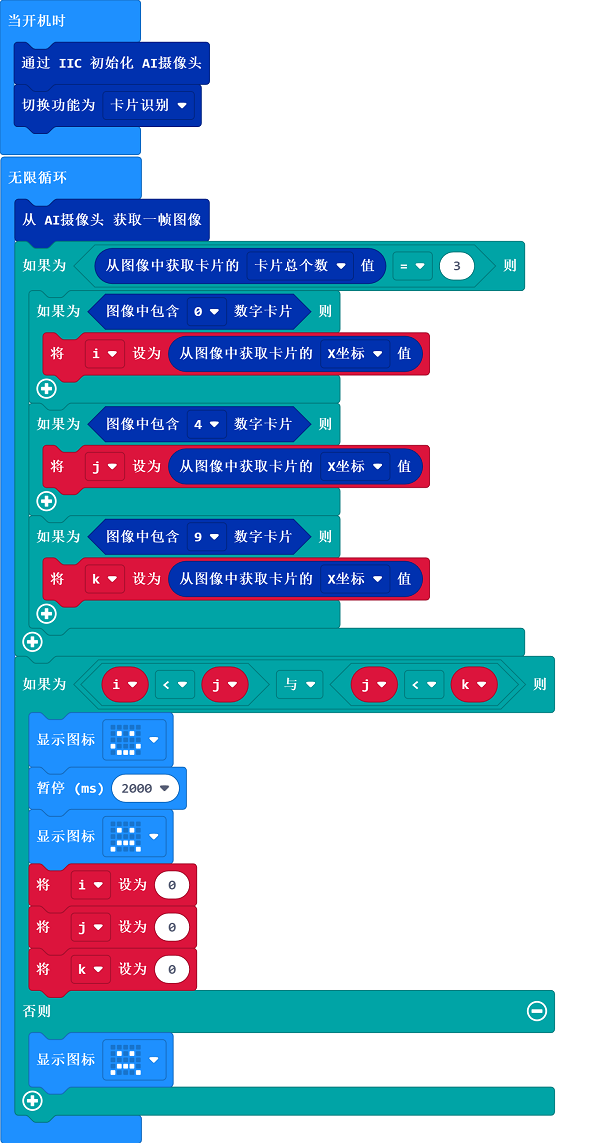 当开机时
通过 IIC 初始化 AI摄像头
切换功能为 卡片识别
无限循环
从 AI摄像头 获取一帧图像
如果为 从图像中获取卡片的 卡片总个数 值 = 3 则
如果为 图像中包含 0 数字卡片 则
将 i 设为 从图像中获取卡片的 X坐标 值
如果为 图像中包含 4 数字卡片 则
将 j 设为 从图像中获取卡片的 X坐标 值
如果为 图像中包含 9 数字卡片 则
将 k 设为 从图像中获取卡片的 X坐标 值
如果为 i < j 与 j < k 则
显示图标
暂停 (ms) 2000
显示图标
将 i 设为 0
将 j 设为 0
将 k 设为 0
否则
显示图标